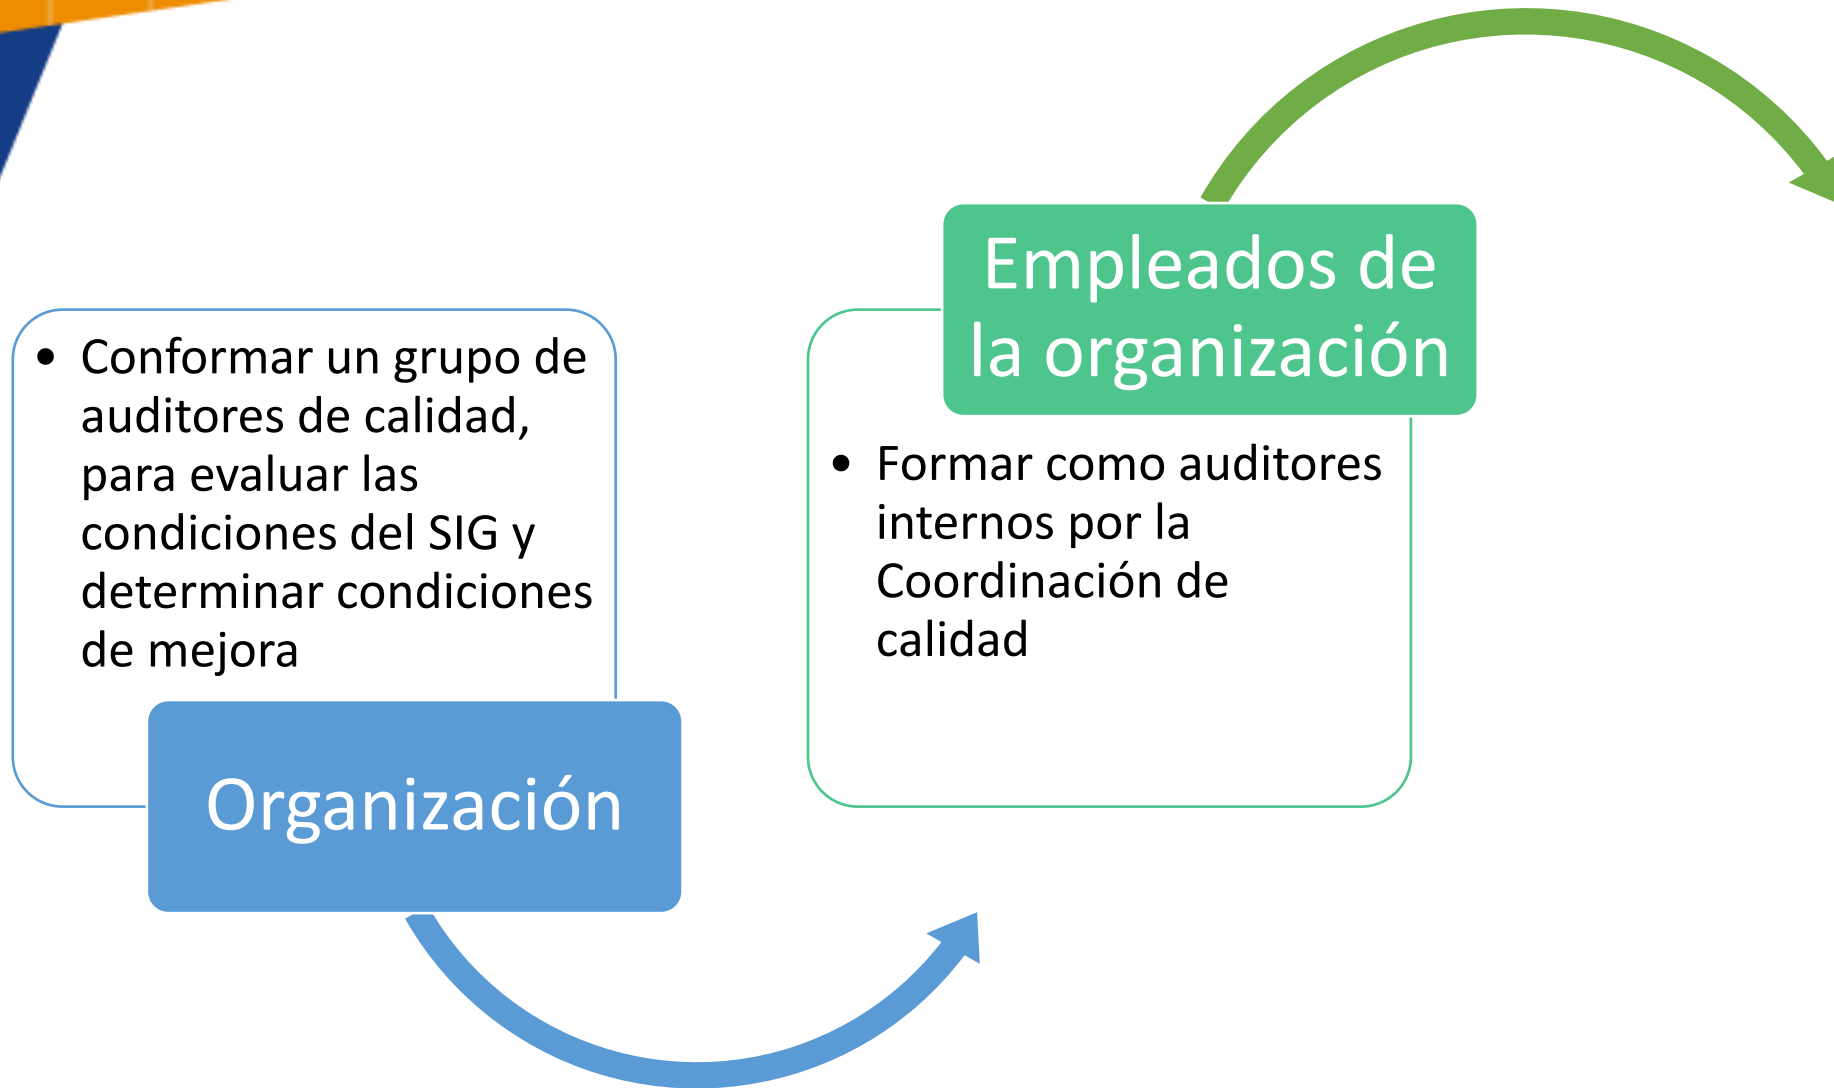 • Conformar un grupo de
auditores de calidad,
para evaluar las
condiciones del SIG y
determinar condiciones
de mejora
Organización
Empleados de
la organización
• Formar como auditores
internos por la
Coordinación de
calidad